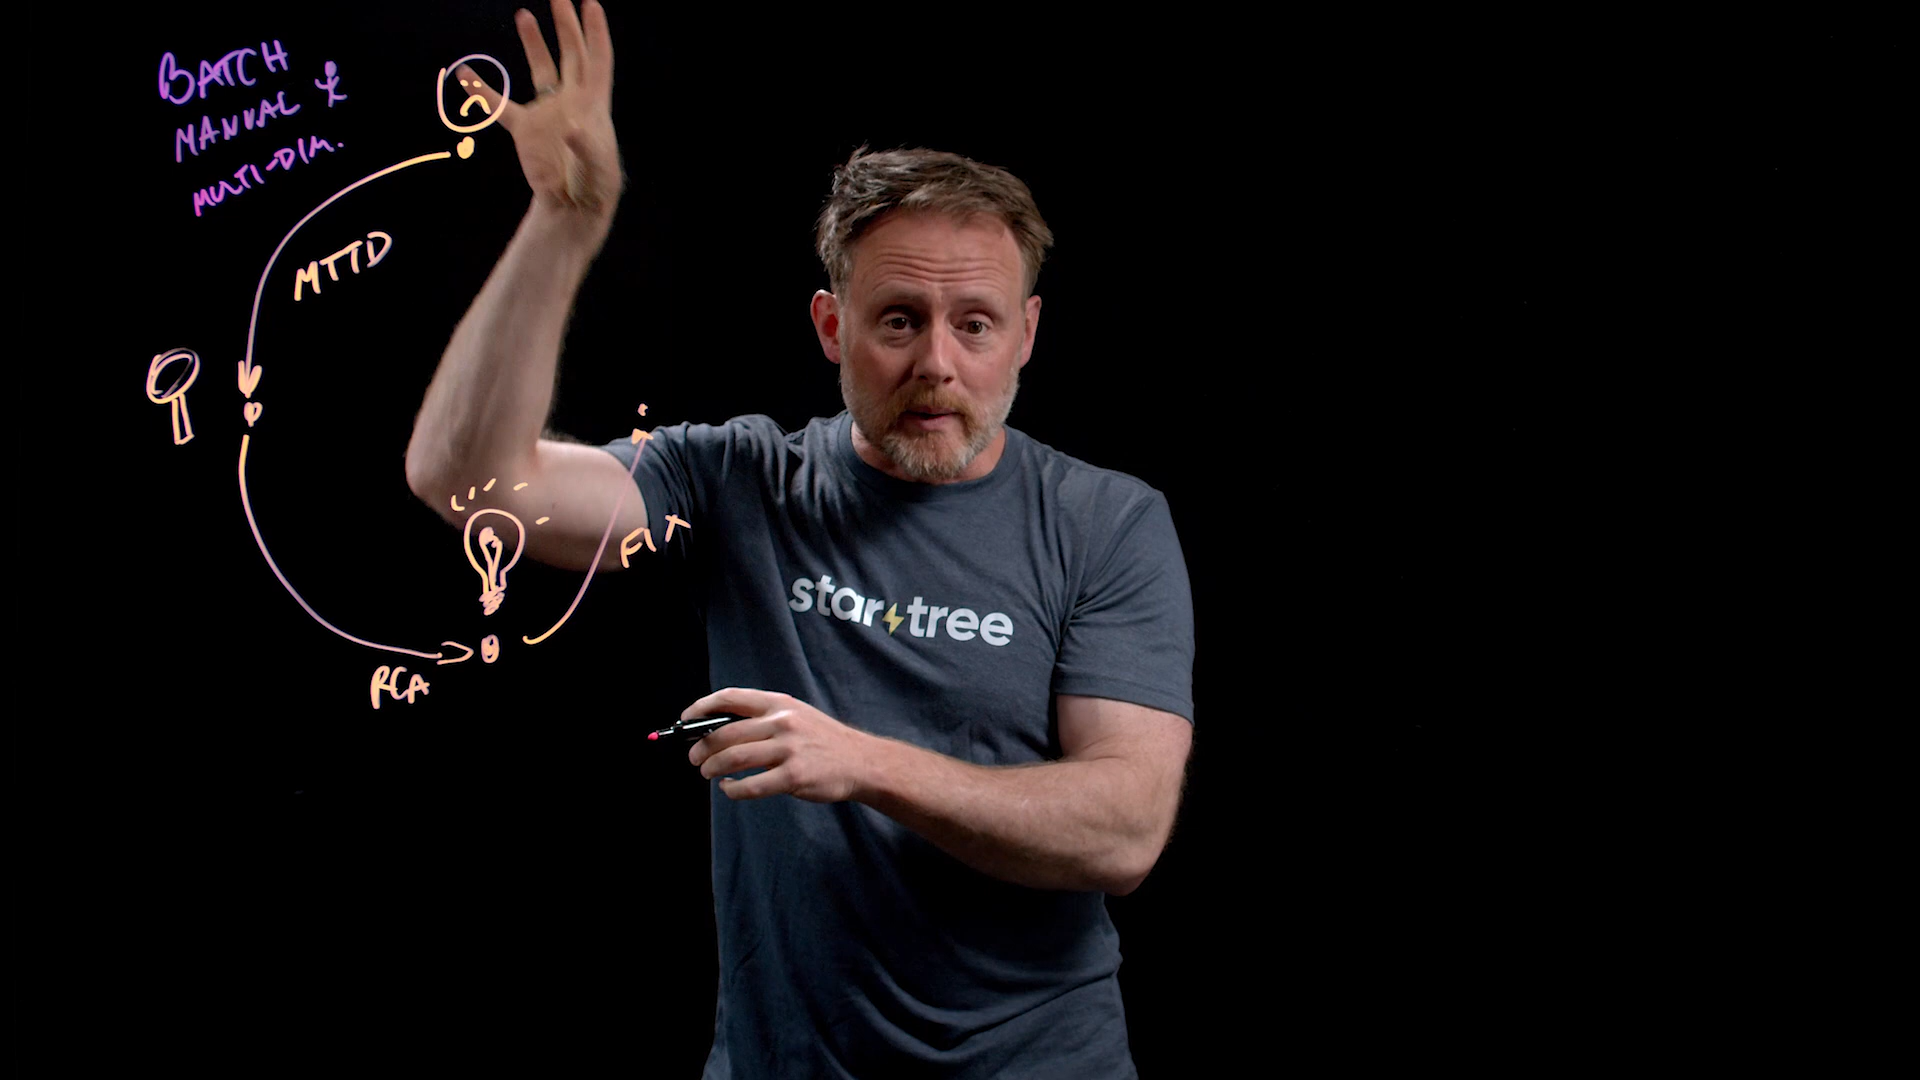 BATCH
MANUAL
MULTI-DIM.
MTTD
FIX
RCA
startree